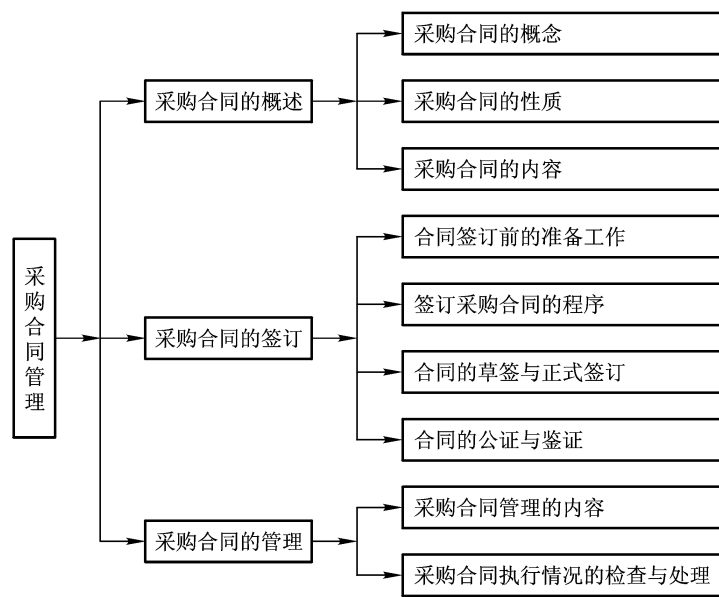 采购合同管理
采购合同的概述
采购合同的概念
采购合同的性质
采购合同的内容
采购合同的签订
合同签订前的准备工作
签订采购合同的程序
合同的草签与正式签订
合同的公证与鉴证
采购合同的管理
采购合同管理的内容
采购合同执行情况的检查与处理